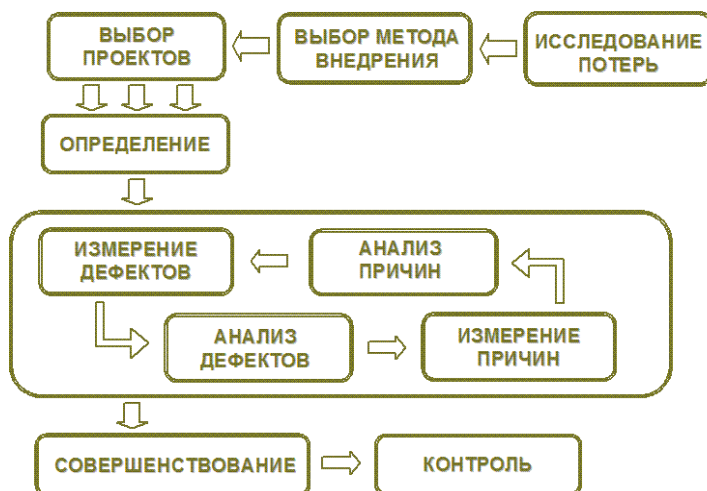 ВЫБОР
ПРОЕКТОВ
ВЫБОР МЕТОДА
ВНЕДРЕНИЯ
ИССЛЕДОВАНИЕ
ПОТЕРЬ
ОПРЕДЕЛЕНИЕ
ИЗМЕРЕНИЕ
ДЕФЕКТОВ
АНАЛИЗ
ПРИЧИН
АНАЛИЗ
ДЕФЕКТОВ
ИЗМЕРЕНИЕ
ПРИЧИН
СОВЕРШЕНСТВОВАНИЕ
КОНТРОЛЬ